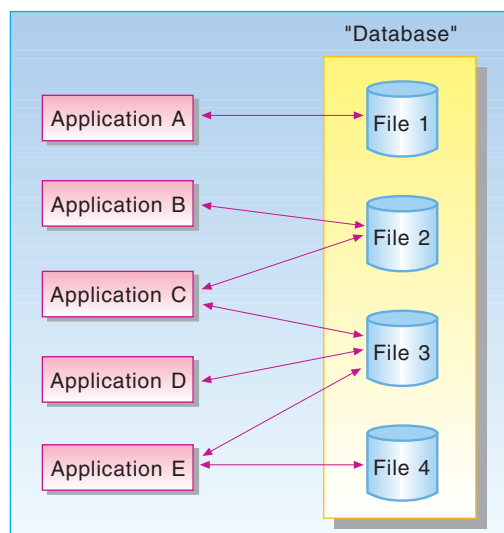 "Database"
Application A
File 1
Application B
File 2
Application C
File 3
Application D
Application E
File 4